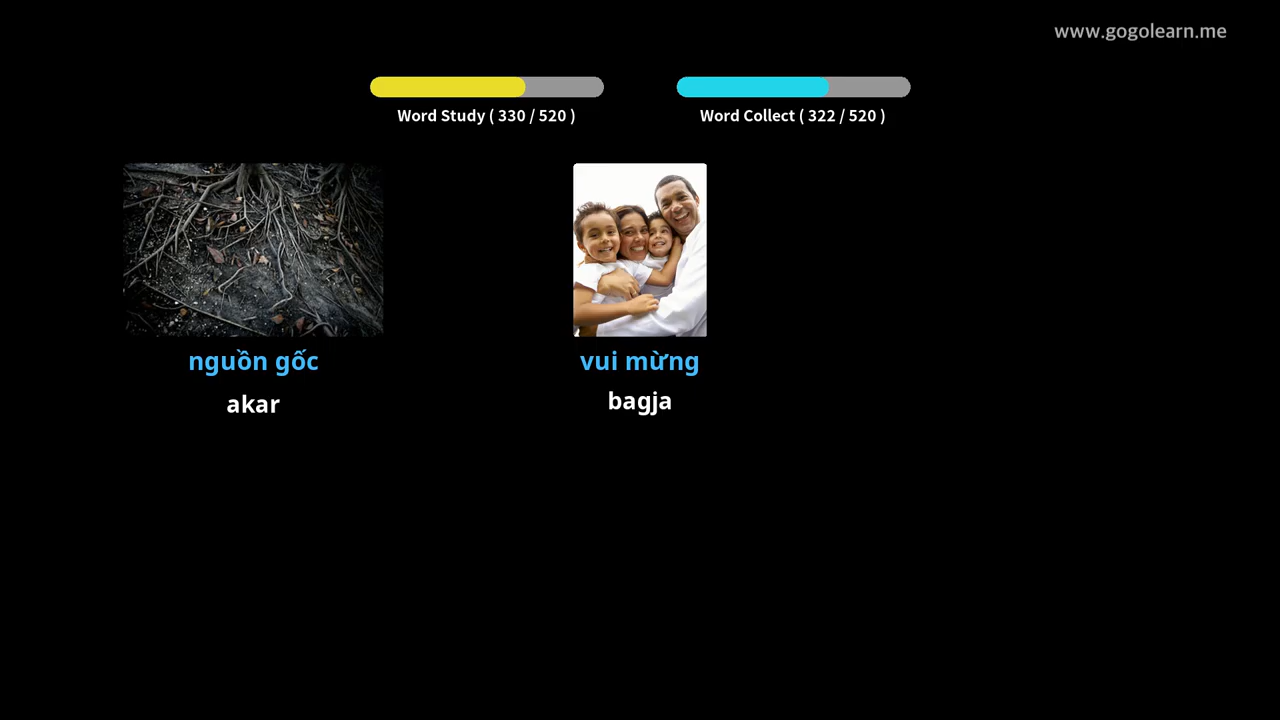 www.gogolearn.me
Word Study ( 330 / 520 )
Word Collect ( 322 / 520 )
nguồn gốc
akar
vui mừng
bagja